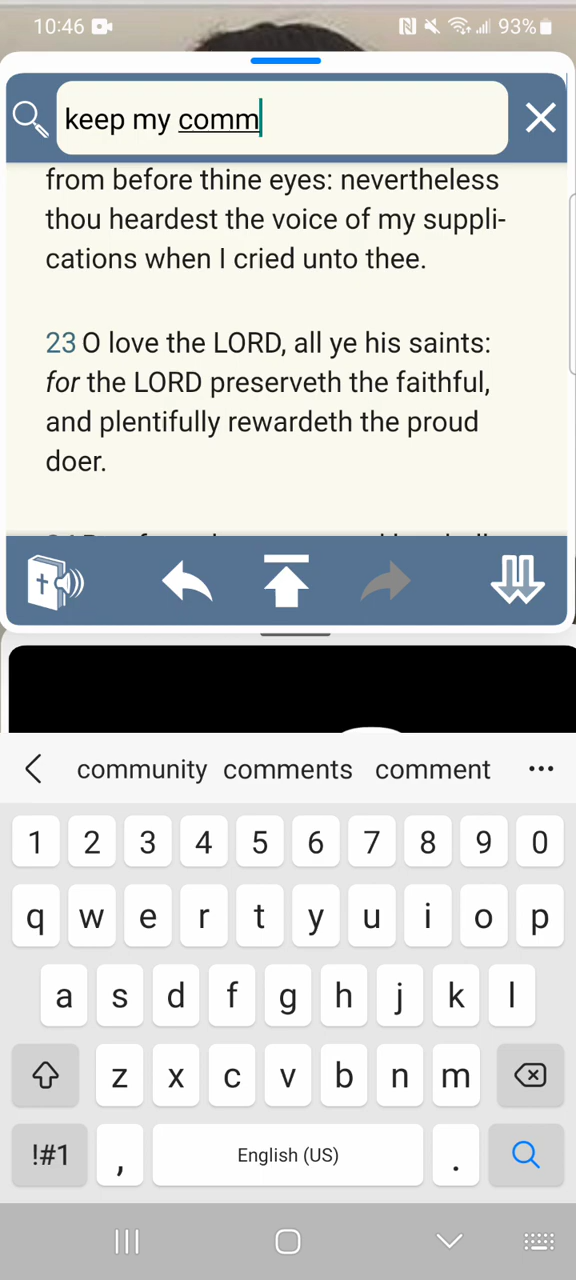 10:46 93%
keep my comm
from before thine eyes: nevertheless
thou heardest the voice of my suppli-
cations when I cried unto thee.
23 O love the LORD, all ye his saints:
for the LORD preserveth the faithful,
and plentifully rewardeth the proud
doer.
community comments comment ...
1 2 3 4 5 6 7 8 9 0
q w e r t y u i o p
a s d f g h j k l
z x c v b n m
!#1 , English (US) .